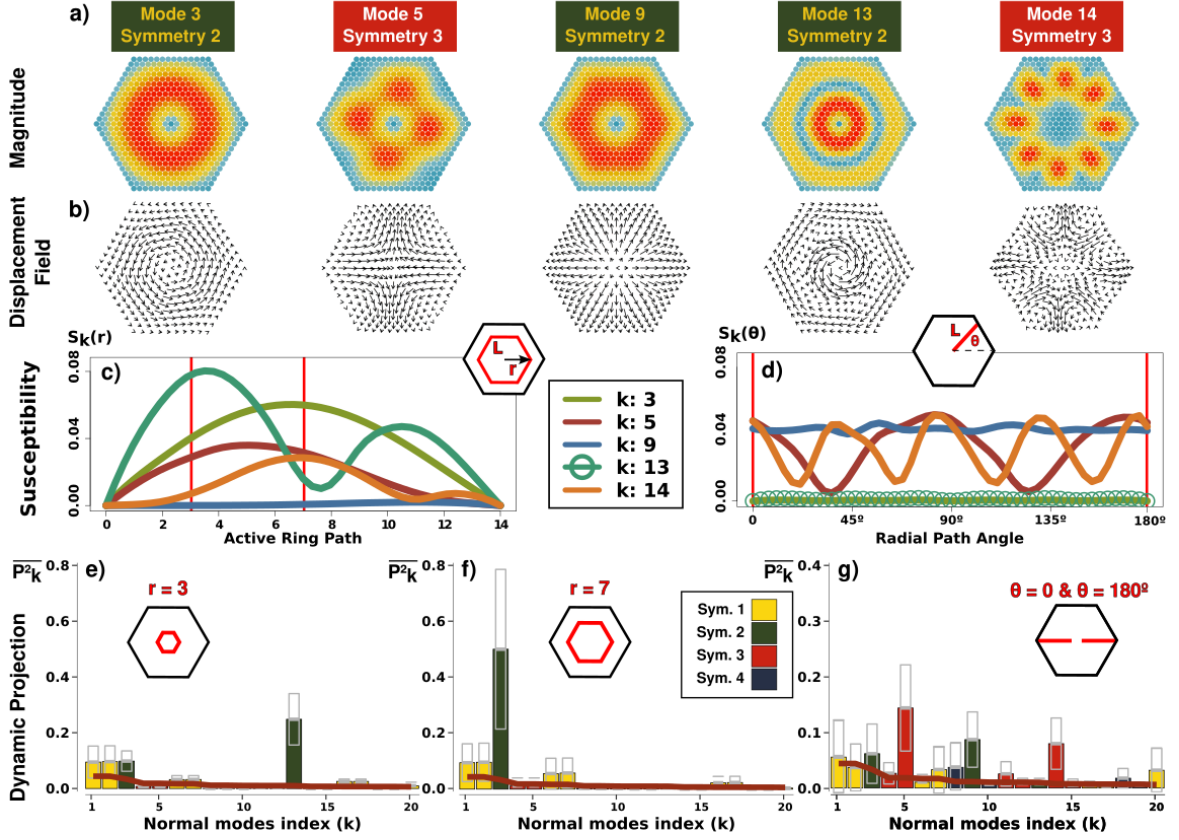 a)
Mode 3
Symmetry 2
Mode 5
Symmetry 3
Mode 9
Symmetry 2
Mode 13
Symmetry 2
Mode 14
Symmetry 3
Magnitude
b)
Displacement
Field
Susceptibility
Sk(r)
c)
0.08
0.04
0.00
0 2 4 6 8 10 12 14
Active Ring Path
L
r
k: 3
k: 5
k: 9
k: 13
k: 14
Sk(θ)
d)
0.08
0.04
0.00
0 45º 90º 135º 180º
Radial Path Angle
L
θ
Dynamic Projection
P²k
e)
r = 3
0.8
0.6
0.4
0.2
0.0
1 5 10 15 20
Normal modes index (k)
P²k
f)
r = 7
0.8
0.6
0.4
0.2
0.0
1 5 10 15 20
Normal modes index (k)
Sym. 1
Sym. 2
Sym. 3
Sym. 4
P²k
g)
θ = 0 & θ = 180º
0.4
0.3
0.2
0.1
0.0
1 5 10 15 20
Normal modes index (k)